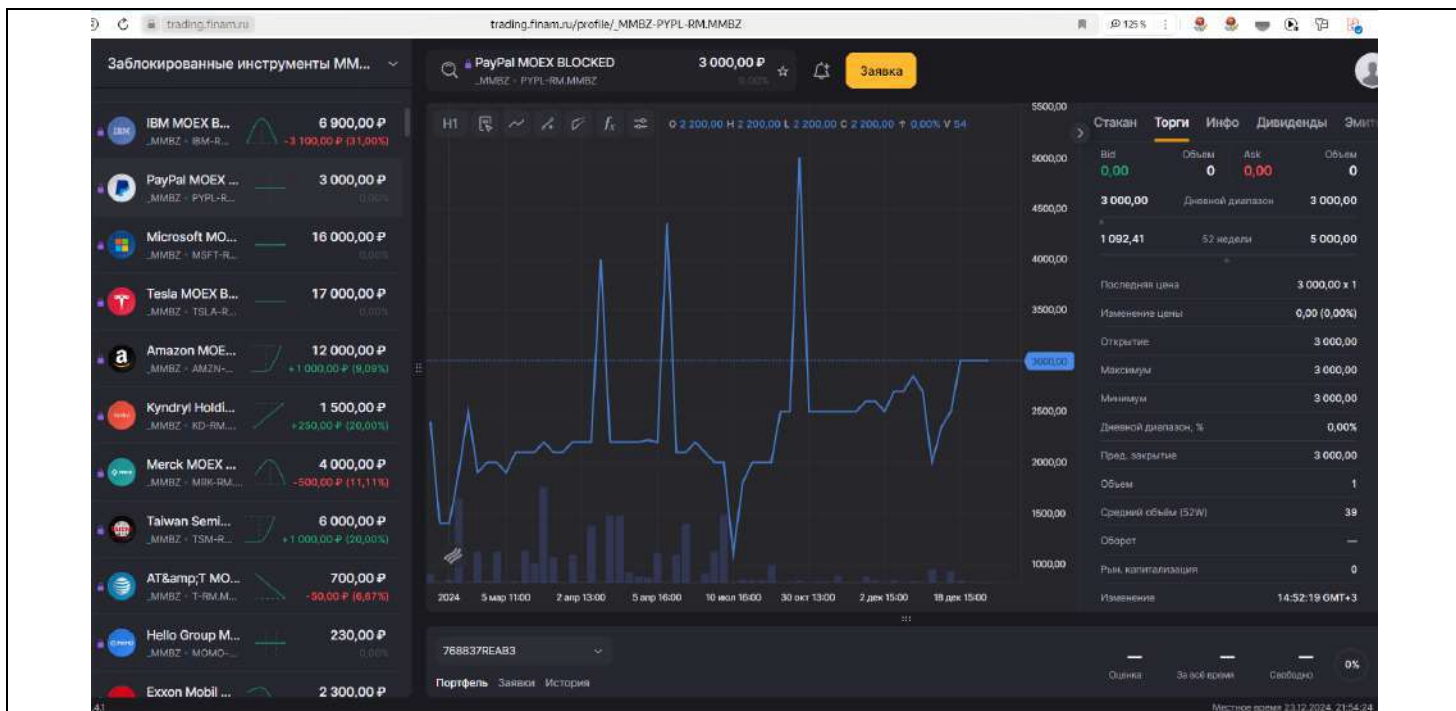 trading.finam.ru
trading.finam.ru/profile/_MMBZ-PYPL-RM.MMBZ
125 %
Заблокированные инструменты MM...
PayPal MOEX BLOCKED
_MMBZ • PYPL-RM.MMBZ
3 000,00 ₽
0,00%
Заявка
IBM MOEX B...
6 900,00 ₽
_MMBZ • IBM-R...
-3 100,00 ₽ (31,00%)
PayPal MOEX ...
3 000,00 ₽
_MMBZ • PYPL-R...
0,00%
Microsoft MO...
16 000,00 ₽
_MMBZ • MSFT-R...
0,00%
Tesla MOEX B...
17 000,00 ₽
_MMBZ • TSLA-R...
0,00%
Amazon MOE...
12 000,00 ₽
_MMBZ • AMZN-...
+1 000,00 ₽ (9,09%)
Kyndryl Holdi...
1 500,00 ₽
_MMBZ • KD-RM....
+250,00 ₽ (20,00%)
Merck MOEX ...
4 000,00 ₽
_MMBZ • MRK-RM....
-500,00 ₽ (11,11%)
Taiwan Semi...
6 000,00 ₽
_MMBZ • TSM-R...
+1 000,00 ₽ (20,00%)
AT&amp;T MO...
700,00 ₽
_MMBZ • T-RM.M...
-50,00 ₽ (6,67%)
Hello Group M...
230,00 ₽
_MMBZ • MOMO-...
0,00%
Exxon Mobil ...
2 300,00 ₽
H1
O 2 200,00 H 2 200,00 L 2 200,00 C 2 200,00 ↑ 0,00% V 54
5500,00
5000,00
4500,00
4000,00
3500,00
3000,00
2500,00
2000,00
1500,00
1000,00
2024
5 мар 11:00
2 апр 13:00
5 апр 16:00
10 июл 16:00
30 окт 13:00
2 дек 15:00
18 дек 15:00
Стакан Торги Инфо Дивиденды Эмит
Bid Объем Ask Объем
0,00 0 0,00 0
3 000,00 Дневной диапазон 3 000,00
1 092,41 52 недели 5 000,00
Последняя цена 3 000,00 x 1
Изменение цены 0,00 (0,00%)
Открытие 3 000,00
Максимум 3 000,00
Минимум 3 000,00
Дневной диапазон, % 0,00%
Пред. закрытие 3 000,00
Объем 1
Средний объём (52W) 39
Оборот —
Рын. капитализация 0
Изменение 14:52:19 GMT+3
768837REAB3
Портфель Заявки История
— — — 0%
Оценка За всё время Свободно
4.1
Местное время 23.12.2024, 21:54:24